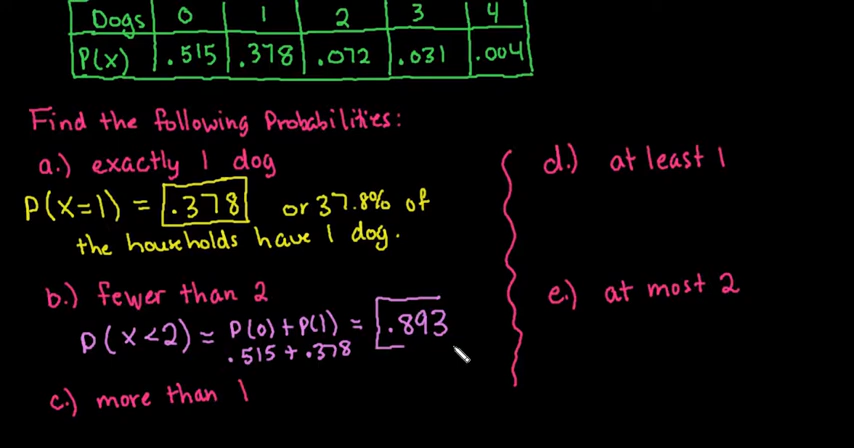 Dogs 0 1 2 3 4
P(x) .515 .378 .072 .031 .004
Find the following Probabilities:
a.) exactly 1 dog
P(X=1) = .378 or 37.8% of
the households have 1 dog.
b.) fewer than 2
P(X<2) = P(0)+P(1) = .893
.515 + .378
c.) more than 1
d.) at least 1
e.) at most 2